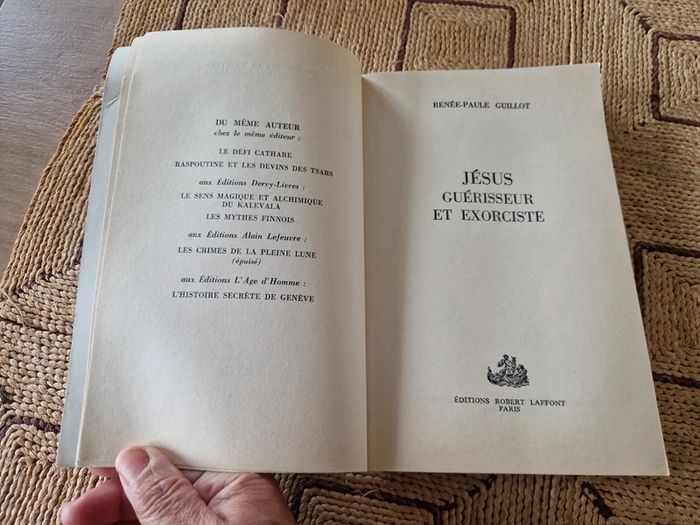 DU MÊME AUTEUR
chez le même éditeur :
LE DÉFI CATHARE
RASPOUTINE ET LES DEVINS DES TSARS
aux Éditions Dervy-Livres :
LE SENS MAGIQUE ET ALCHIMIQUE
DU KALEVALA
LES MYTHES FINNOIS
aux Éditions Alain Lefeuvre :
LES CRIMES DE LA PLEINE LUNE
(épuisé)
aux Éditions L'Age d'Homme :
L'HISTOIRE SECRÈTE DE GENÈVE
RENÉE-PAULE GUILLOT
JÉSUS
GUÉRISSEUR
ET EXORCISTE
ÉDITIONS ROBERT LAFFONT
PARIS